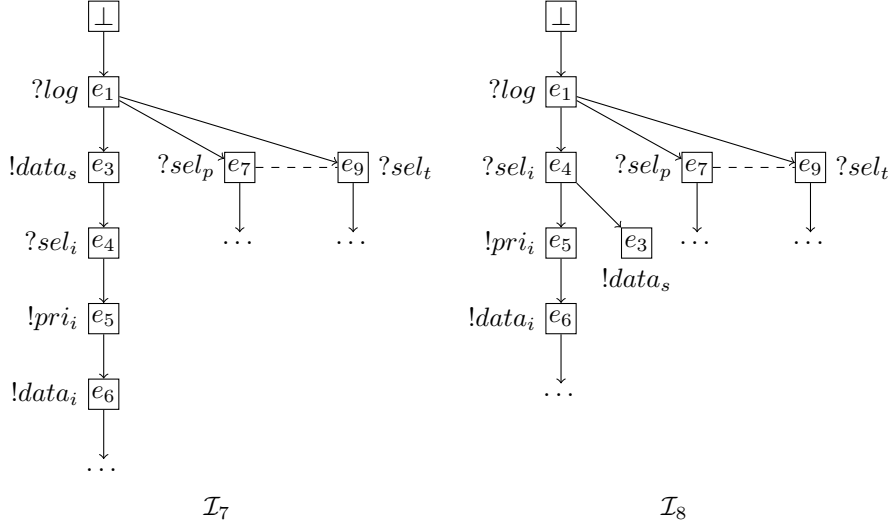 ⊥ ⊥
?log e₁ ?log e₁
!dataₛ e₃ ?selₚ e₇ e₉ ?selₜ ?selᵢ e₄ ?selₚ e₇ e₉ ?selₜ
?selᵢ e₄ ... ... !priᵢ e₅ e₃ ... ...
!dataₛ
!priᵢ e₅ !dataᵢ e₆
!dataᵢ e₆ ...
...
ℐ₇ ℐ₈